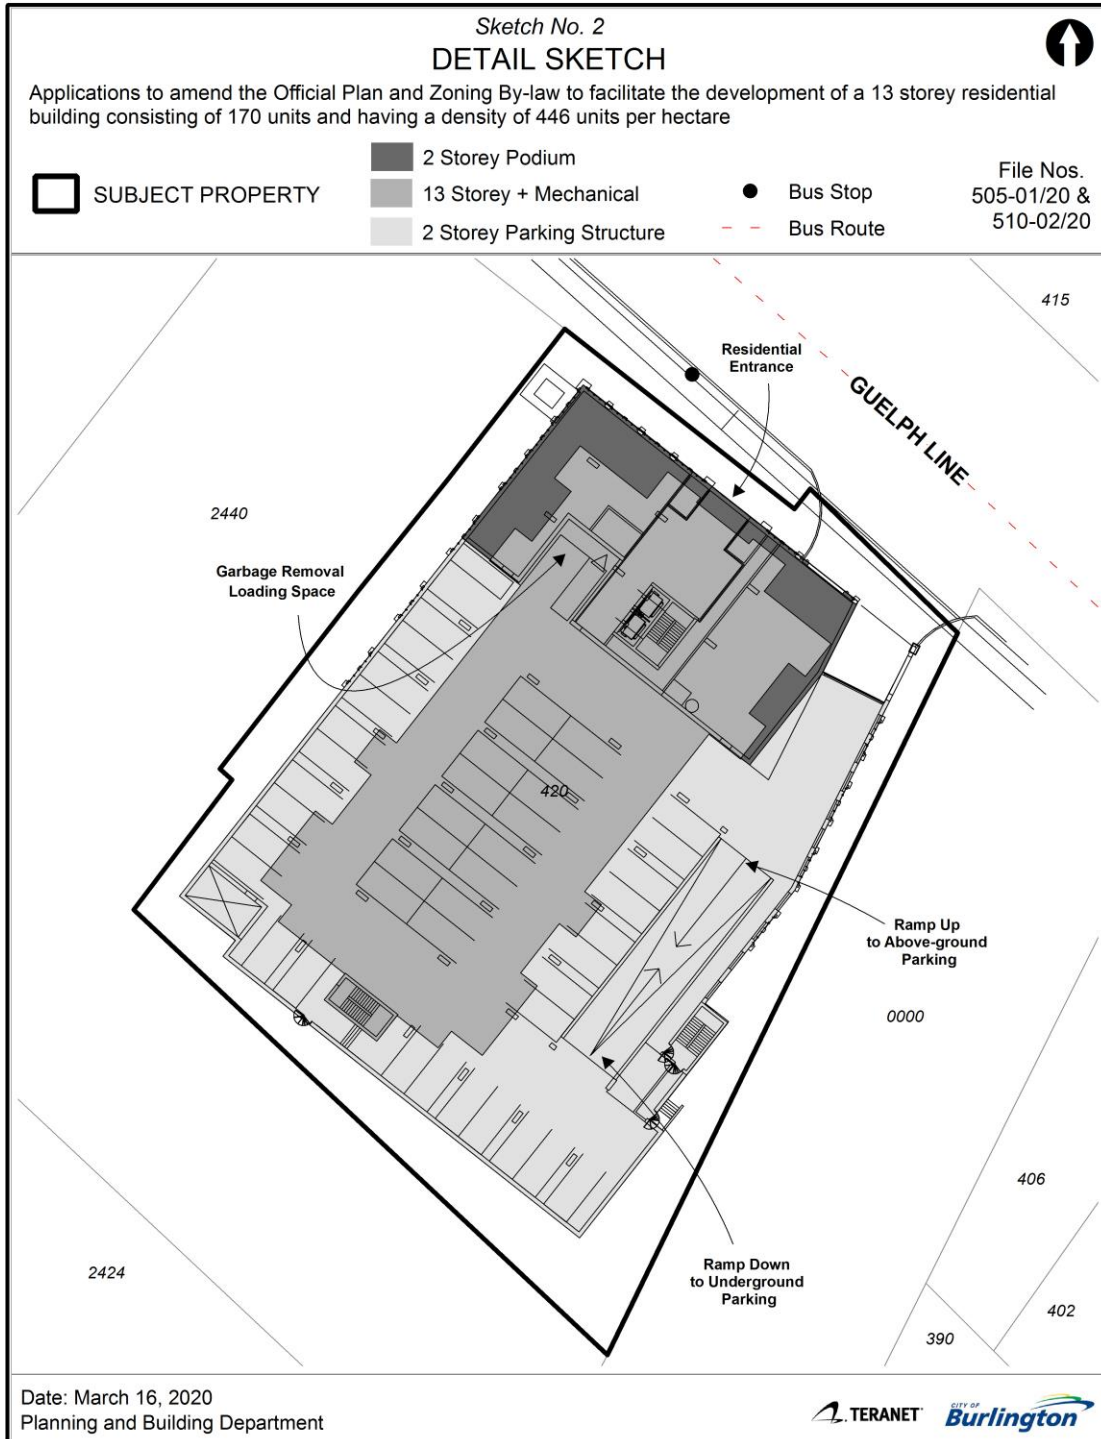 Sketch No. 2
DETAIL SKETCH
Applications to amend the Official Plan and Zoning By-law to facilitate the development of a 13 storey residential
building consisting of 170 units and having a density of 446 units per hectare
SUBJECT PROPERTY
2 Storey Podium
13 Storey + Mechanical
2 Storey Parking Structure
Bus Stop
Bus Route
File Nos.
505-01/20 &
510-02/20
415
Residential
Entrance
GUELPH LINE
2440
Garbage Removal
Loading Space
420
Ramp Up
to Above-ground
Parking
0000
406
2424
Ramp Down
to Underground
Parking
402
390
Date: March 16, 2020
Planning and Building Department
TERANET
CITY OF
Burlington